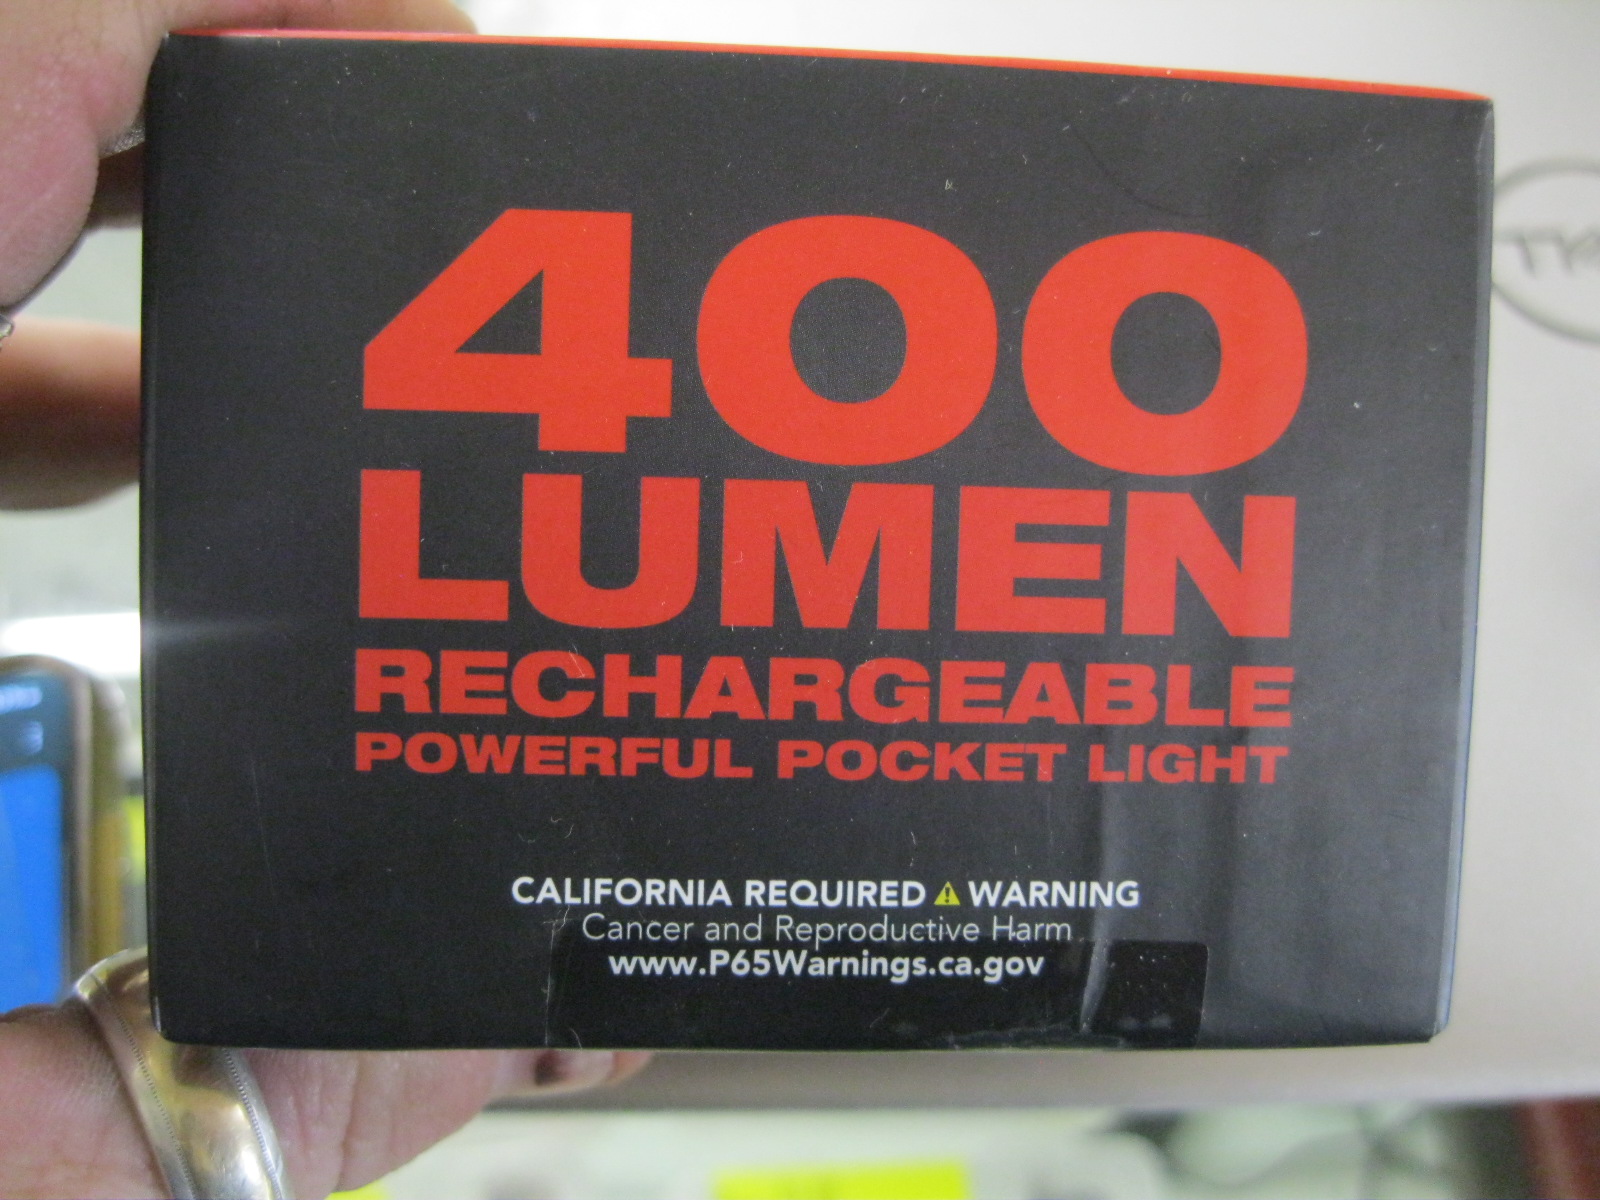 400
LUMEN
RECHARGEABLE
POWERFUL POCKET LIGHT
CALIFORNIA REQUIRED ⚠ WARNING
Cancer and Reproductive Harm
www.P65Warnings.ca.gov